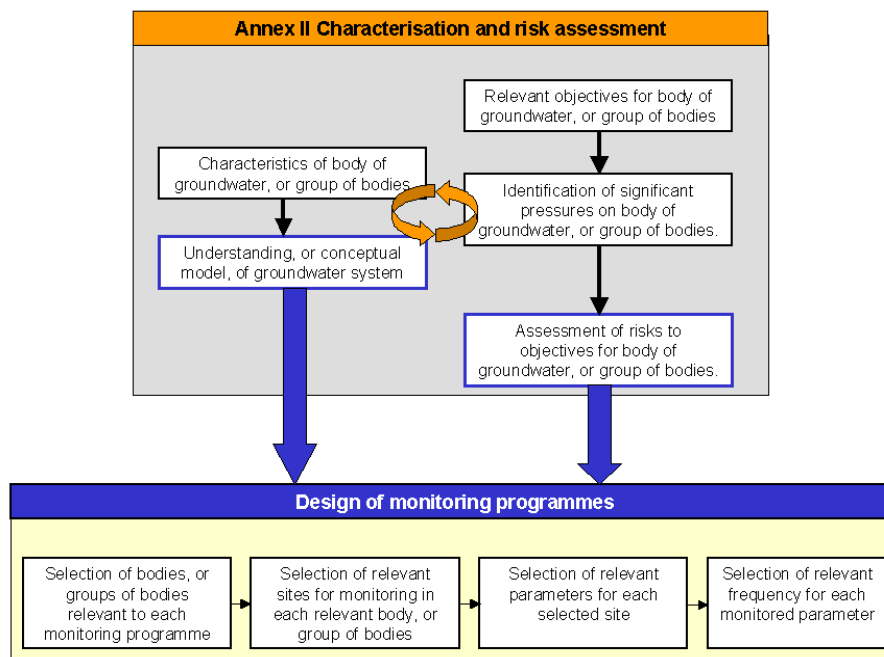 Annex II Characterisation and risk assessment
Relevant objectives for body of
groundwater, or group of bodies
Characteristics of body of
groundwater, or group of bodies
Identification of significant
pressures on body of
groundwater, or group of bodies.
Understanding, or conceptual
model, of groundwater system
Assessment of risks to
objectives for body of
groundwater, or group of bodies.
Design of monitoring programmes
Selection of bodies, or
groups of bodies
relevant to each
monitoring programme
Selection of relevant
sites for monitoring in
each relevant body, or
group of bodies
Selection of relevant
parameters for each
selected site
Selection of relevant
frequency for each
monitored parameter